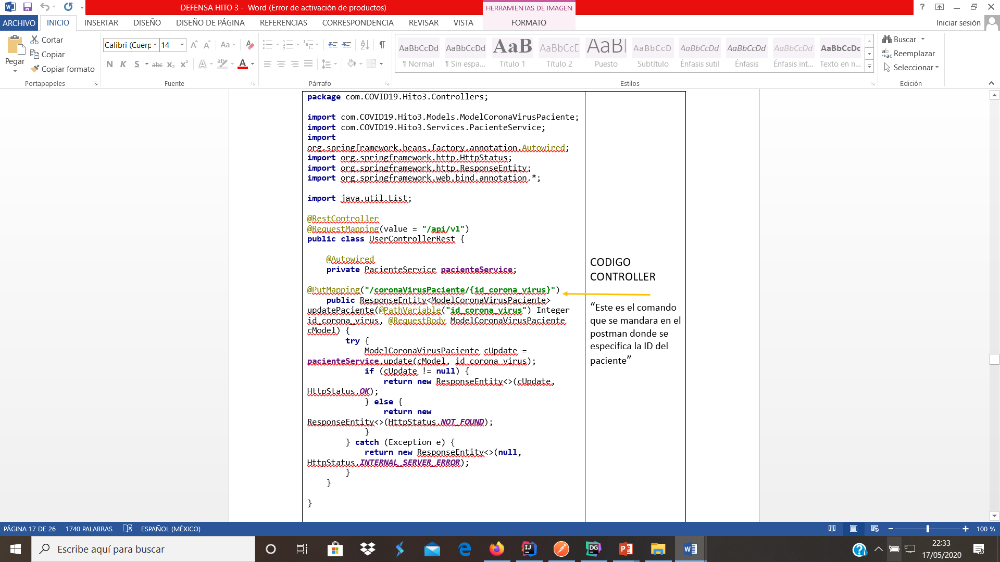 DEFENSA HITO 3 - Word (Error de activación de productos)
HERRAMIENTAS DE IMAGEN
ARCHIVO INICIO INSERTAR DISEÑO DISEÑO DE PÁGINA REFERENCIAS CORRESPONDENCIA REVISAR VISTA FORMATO Iniciar sesión
Pegar
Cortar
Copiar
Copiar formato
Portapapeles
Calibri (Cuerp 14
N K S abc x₂ x²
Fuente
Párrafo
AaBbCcDd AaBbCcDd AaB AaBbCcD AaBl AaBbCcD AaBbCcDd AaBbCcDd AaBbCcDd AaBbCcDc
¶ Normal ¶ Sin espa... Título 1 Título 2 Puesto Subtítulo Énfasis sutil Énfasis Énfasis int... Texto en n...
Estilos
Buscar
Reemplazar
Seleccionar
Edición
package com.COVID19.Hito3.Controllers;
import com.COVID19.Hito3.Models.ModelCoronaVirusPaciente;
import com.COVID19.Hito3.Services.PacienteService;
import
org.springframework.beans.factory.annotation.Autowired;
import org.springframework.http.HttpStatus;
import org.springframework.http.ResponseEntity;
import org.springframework.web.bind.annotation.*;
import java.util.List;
@RestController
@RequestMapping(value = "/api/v1")
public class UserControllerRest {
@Autowired
private PacienteService pacienteService;
@PutMapping("/coronaVirusPaciente/{id_corona_virus}")
public ResponseEntity<ModelCoronaVirusPaciente>
updatePaciente(@PathVariable("id_corona_virus") Integer
id_corona_virus, @RequestBody ModelCoronaVirusPaciente
cModel) {
try {
ModelCoronaVirusPaciente cUpdate =
pacienteService.update(cModel, id_corona_virus);
if (cUpdate != null) {
return new ResponseEntity<>(cUpdate,
HttpStatus.OK);
} else {
return new
ResponseEntity<>(HttpStatus.NOT_FOUND);
}
} catch (Exception e) {
return new ResponseEntity<>(null,
HttpStatus.INTERNAL_SERVER_ERROR);
}
}
}
CODIGO
CONTROLLER
“Este es el comando
que se mandara en el
postman donde se
especifica la ID del
paciente”
PÁGINA 17 DE 26 1740 PALABRAS ESPAÑOL (MÉXICO) 100 %
Escribe aquí para buscar
22:33
17/05/2020